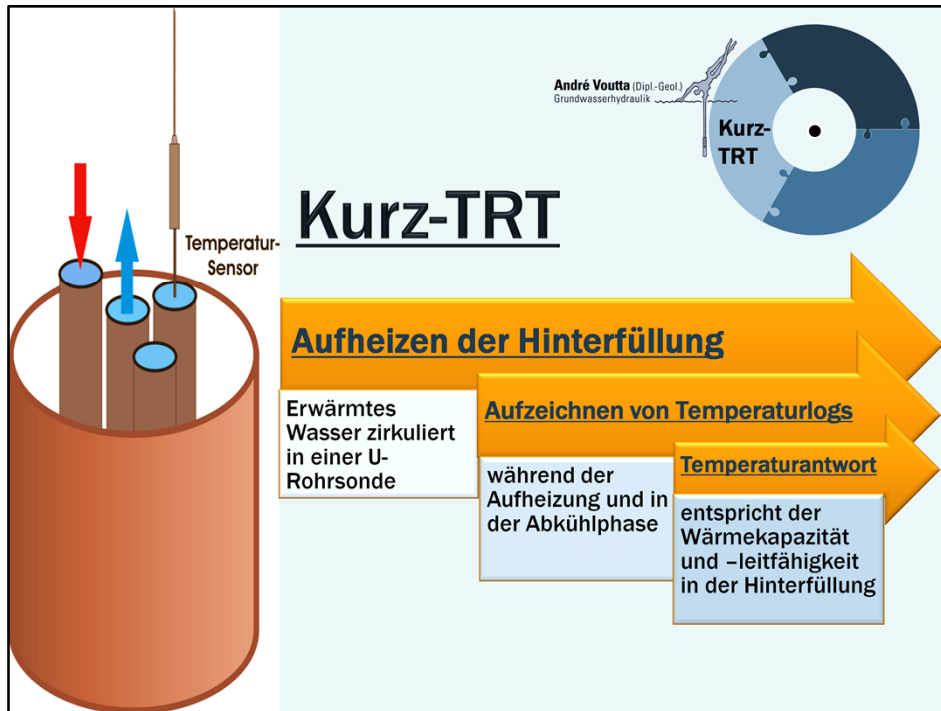 André Voutta (Dipl.-Geol.)
Grundwasserhydraulik
Kurz-
TRT
Kurz-TRT
Temperatur-
Sensor
Aufheizen der Hinterfüllung
Erwärmtes
Wasser zirkuliert
in einer U-
Rohrsonde
Aufzeichnen von Temperaturlogs
während der
Aufheizung und in
der Abkühlphase
Temperaturantwort
entspricht der
Wärmekapazität
und –leitfähigkeit
in der Hinterfüllung